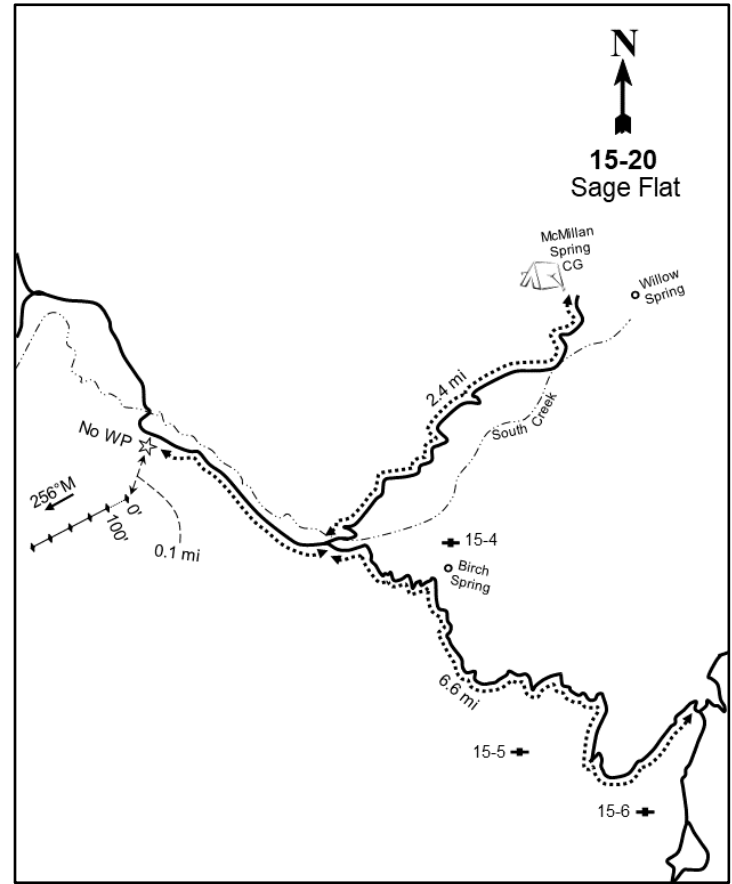 N
15-20
Sage Flat
McMillan
Spring
CG
Willow
Spring
2.4 mi
South Creek
No WP
256°M
0'
100'
0.1 mi
15-4
Birch
Spring
6.6 mi
15-5
15-6